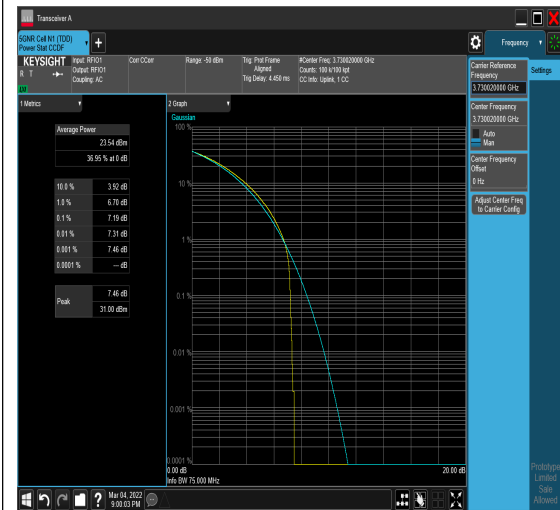 Transceiver A
5GNR Cell N1 (TDD)
Power Stat CCDF
Frequency
KEYSIGHT
R T
LXI
Input: RFIO1
Output: RFIO1
Coupling: AC
Corr CCorr
Range: -50 dBm
Trig: Prot Frame
Aligned
Trig Delay: 4.450 ms
#Center Freq: 3.730020000 GHz
Counts: 100 k/100 kpt
CC Info: Uplink, 1 CC
1 Metrics
Average Power
23.54 dBm
36.95 % at 0 dB
10.0 % 3.92 dB
1.0 % 6.70 dB
0.1 % 7.19 dB
0.01 % 7.31 dB
0.001 % 7.46 dB
0.0001 % --- dB
Peak
7.46 dB
31.00 dBm
2 Graph
Gaussian
100 %
10 %
1 %
0.1 %
0.01 %
0.001 %
0.0001 %
0.00 dB
20.00 dB
Info BW 75.000 MHz
Carrier Reference
Frequency
3.730020000 GHz
Settings
Center Frequency
3.730020000 GHz
Auto
Man
Center Frequency
Offset
0 Hz
Adjust Center Freq
to Carrier Config
Prototype
Limited
Sale
Allowed
?
Mar 04, 2022
9:00:03 PM